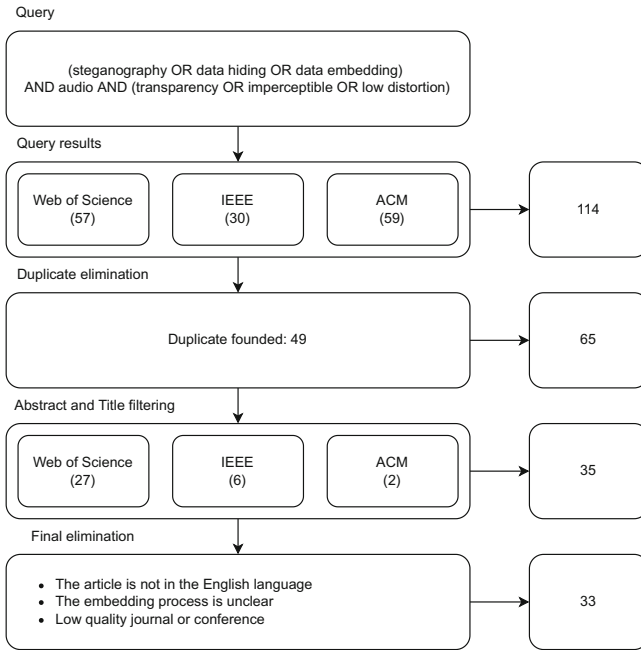 Query
(steganography OR data hiding OR data embedding)
AND audio AND (transparency OR imperceptible OR low distortion)
Query results
Web of Science
(57)
IEEE
(30)
ACM
(59)
114
Duplicate elimination
Duplicate founded: 49
65
Abstract and Title filtering
Web of Science
(27)
IEEE
(6)
ACM
(2)
35
Final elimination
• The article is not in the English language
• The embedding process is unclear
• Low quality journal or conference
33